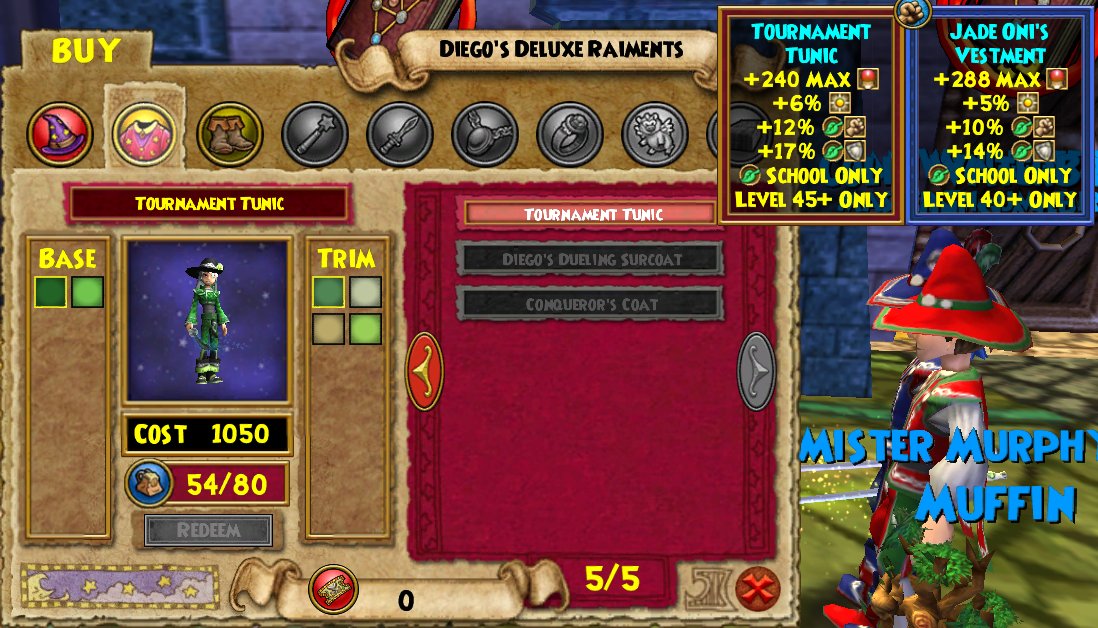 BUY
DIEGO'S DELUXE RAIMENTS
TOURNAMENT TUNIC
BASE
TRIM
COST 1050
54/80
REDEEM
TOURNAMENT TUNIC
DIEGO'S DUELING SURCOAT
CONQUEROR'S COAT
0
5/5
TOURNAMENT
TUNIC
+240 MAX
+6%
+12%
+17%
SCHOOL ONLY
LEVEL 45+ ONLY
JADE ONI'S
VESTMENT
+288 MAX
+5%
+10%
+14%
SCHOOL ONLY
LEVEL 40+ ONLY
MISTER MURPHY
MUFFIN